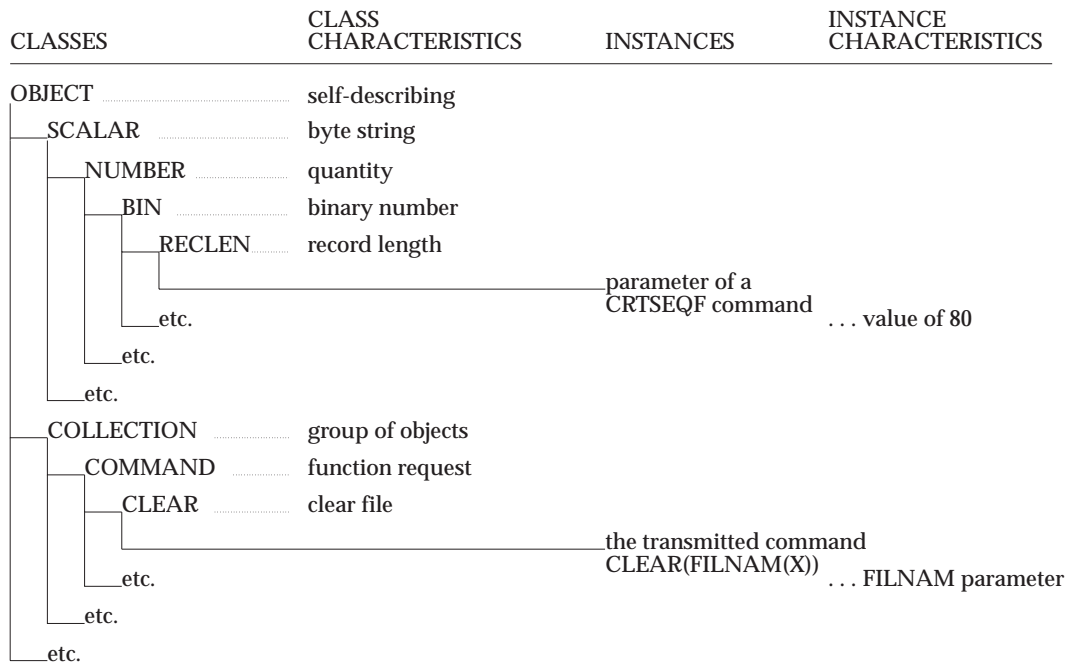 CLASSES CLASS CHARACTERISTICS INSTANCES INSTANCE CHARACTERISTICS
OBJECT self-describing
SCALAR byte string
NUMBER quantity
BIN binary number
RECLEN record length
parameter of a
CRTSEQF command
etc. . . . value of 80
etc.
etc.
COLLECTION group of objects
COMMAND function request
CLEAR clear file
the transmitted command
CLEAR(FILNAM(X))
etc. . . . FILNAM parameter
etc.
etc.